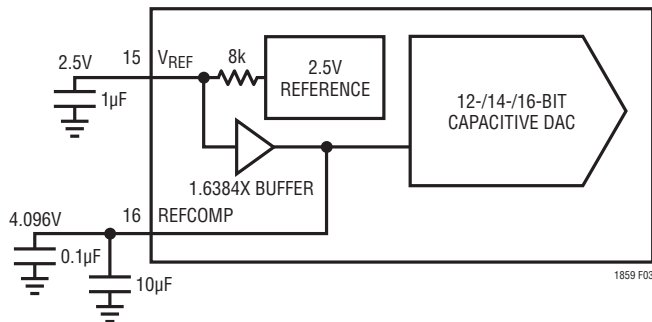 2.5V
15
VREF
8k
2.5V
REFERENCE
1µF
12-/14-/16-BIT
CAPACITIVE DAC
1.6384X BUFFER
4.096V
16
REFCOMP
0.1µF
10µF
1859 F03